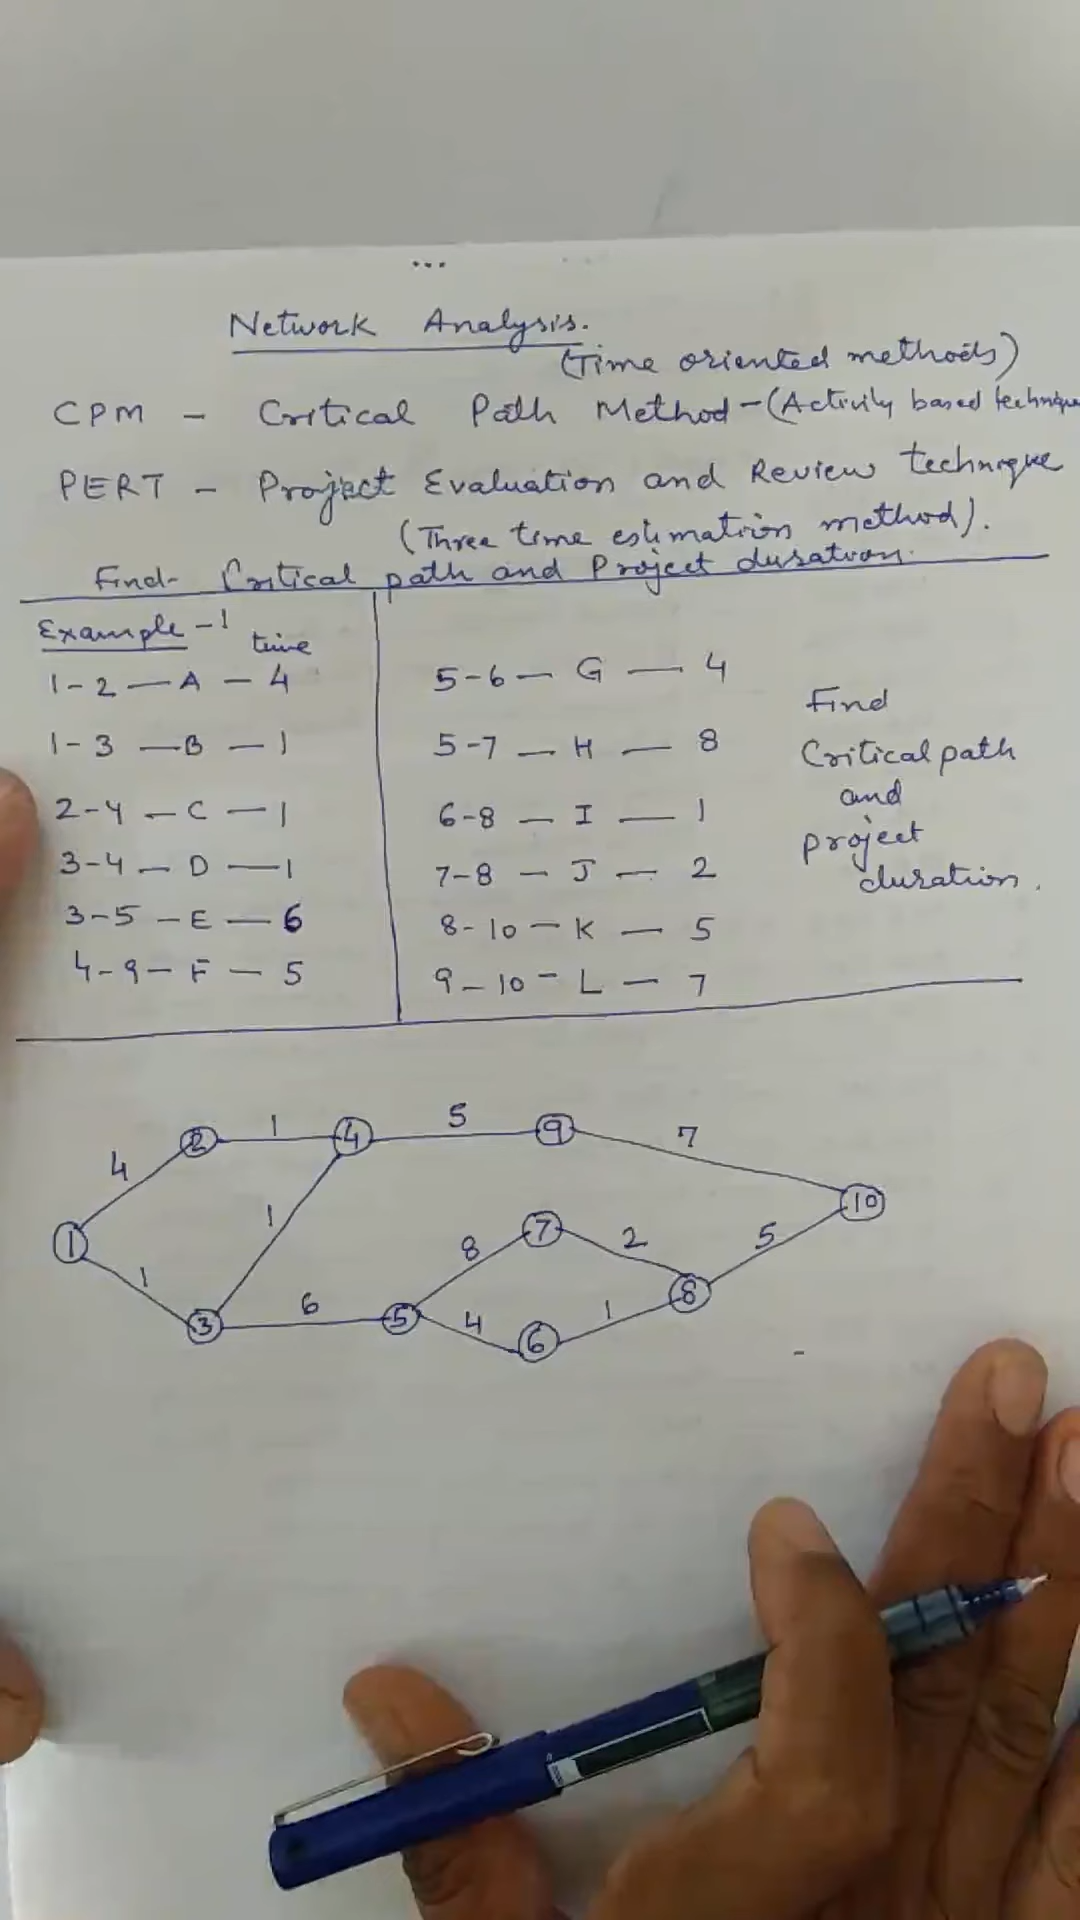 Network Analysis.
(Time oriented methods)
CPM - Critical Path Method-(Activity based technique
PERT - Project Evaluation and Review technique
(Three time estimation method).
Find- Critical path and Project duration.
Example-1
time
1-2 — A — 4
1-3 — B — 1
2-4 — C — 1
3-4 — D — 1
3-5 — E — 6
4-9 — F — 5
5-6 — G — 4
5-7 — H — 8
6-8 — I — 1
7-8 — J — 2
8-10 — K — 5
9-10 — L — 7
Find
Critical path
and
project
duration.
1 2 4 9 10
3 5 7 6 8
4 1 5 7
1 1 6 8 2 5
4 1